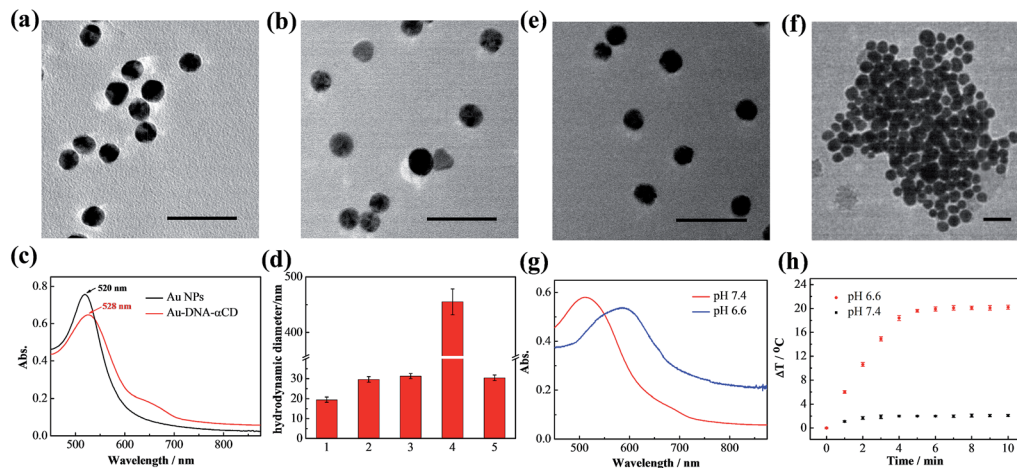 (a)
(b)
(e)
(f)
(c)
520 nm
528 nm
Au NPs
Au-DNA-αCD
Abs.
0.8
0.6
0.4
0.2
0.0
500 600 700 800
Wavelength / nm
(d)
hydrodynamic diameter/nm
500
400
30
20
10
0
1 2 3 4 5
(g)
pH 7.4
pH 6.6
Abs.
0.6
0.4
0.2
0.0
500 600 700 800
Wavelength / nm
(h)
pH 6.6
pH 7.4
ΔT / °C
24
20
16
12
8
4
0
0 2 4 6 8 10
Time / min